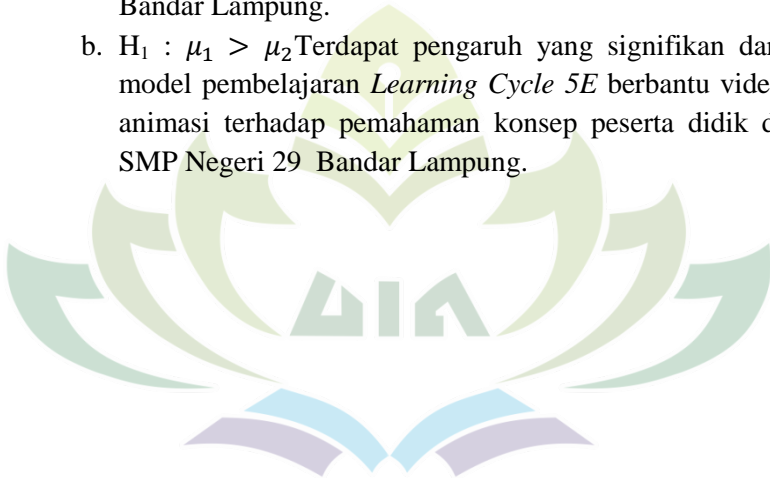 Bandar Lampung.
b. H₁ : 𝜇₁ > 𝜇₂Terdapat pengaruh yang signifikan dar
model pembelajaran Learning Cycle 5E berbantu vide
animasi terhadap pemahaman konsep peserta didik d
SMP Negeri 29 Bandar Lampung.
UIN